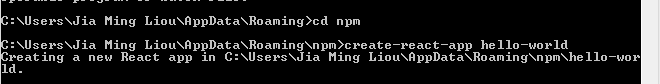 C:\Users\Jia Ming Liou\AppData\Roaming>cd npm
C:\Users\Jia Ming Liou\AppData\Roaming\npm>create-react-app hello-world
Creating a new React app in C:\Users\Jia Ming Liou\AppData\Roaming\npm\hello-wor
ld.